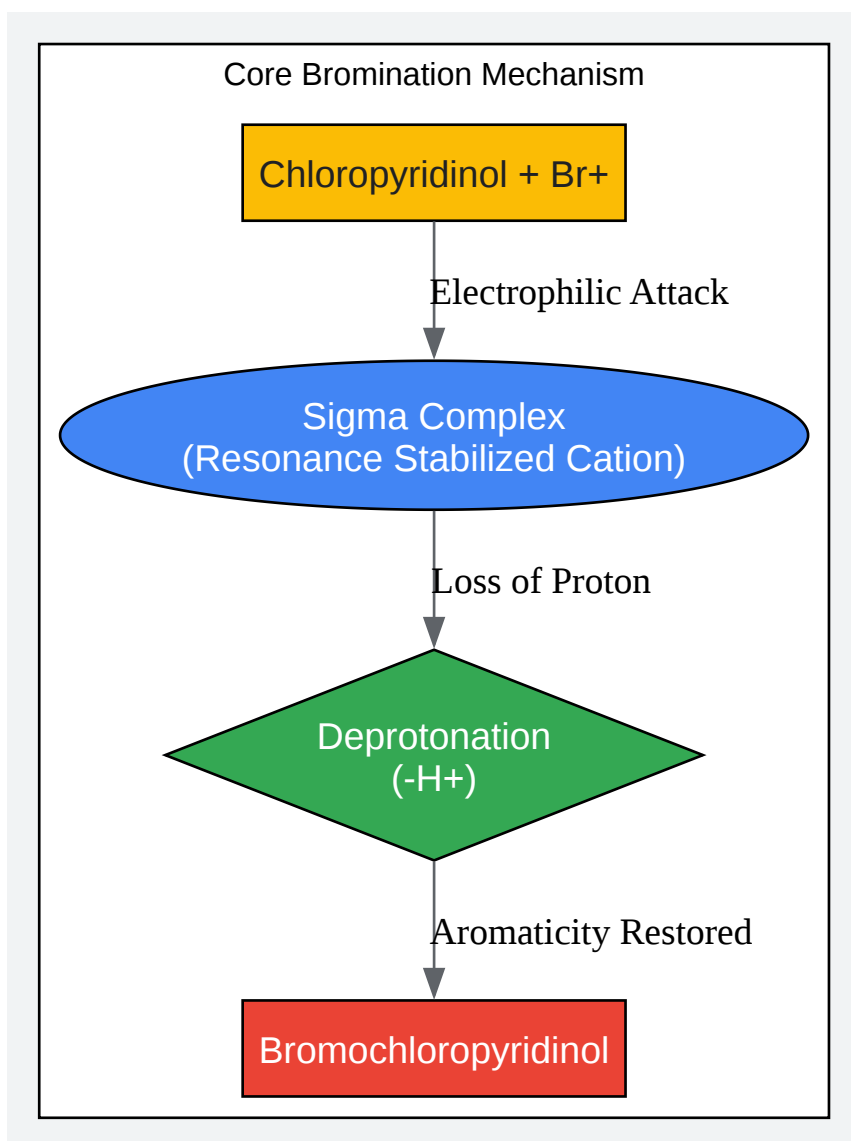 Core Bromination Mechanism
Chloropyridinol + Br+
Electrophilic Attack
Sigma Complex
(Resonance Stabilized Cation)
Loss of Proton
Deprotonation
(-H+)
Aromaticity Restored
Bromochloropyridinol